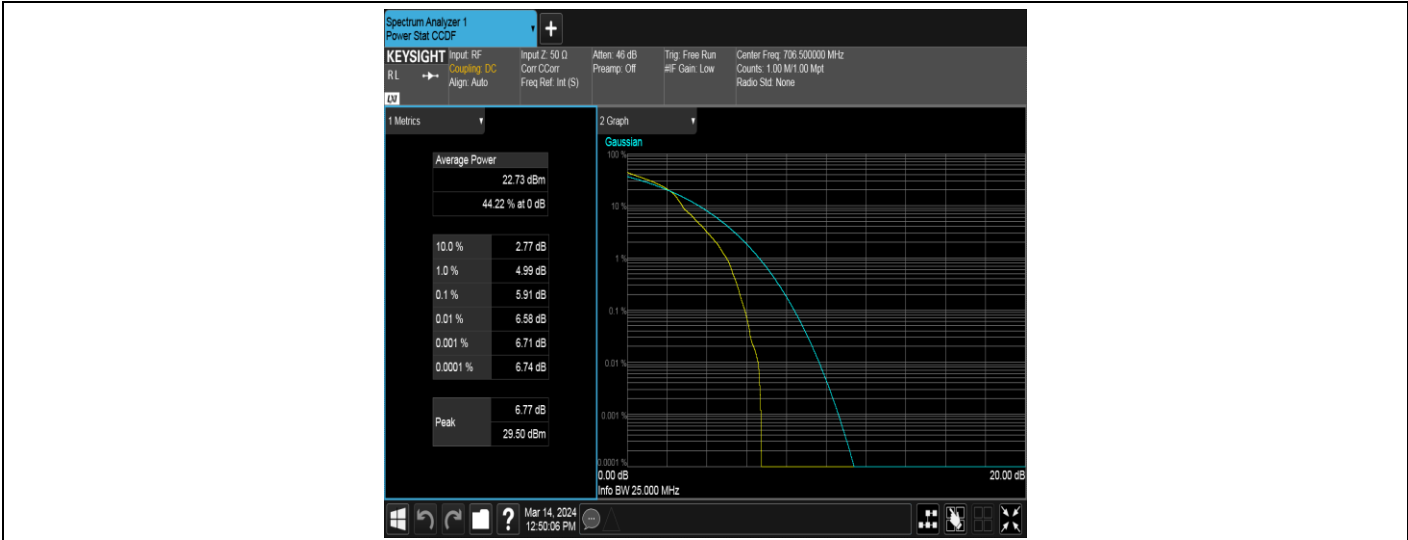 Spectrum Analyzer 1
Power Stat CCDF
+
KEYSIGHT
RL
LXI
Input: RF
Coupling: DC
Align: Auto
Input Z: 50 Ω
Corr CCorr
Freq Ref: Int (S)
Atten: 46 dB
Preamp: Off
Trig: Free Run
#IF Gain: Low
Center Freq: 706.500000 MHz
Counts: 1.00 M/1.00 Mpt
Radio Std: None
1 Metrics
Average Power
22.73 dBm
44.22 % at 0 dB
10.0 % 2.77 dB
1.0 % 4.99 dB
0.1 % 5.91 dB
0.01 % 6.58 dB
0.001 % 6.71 dB
0.0001 % 6.74 dB
Peak
6.77 dB
29.50 dBm
2 Graph
Gaussian
100 %
10 %
1 %
0.1 %
0.01 %
0.001 %
0.0001 %
0.00 dB
20.00 dB
Info BW 25.000 MHz
?
Mar 14, 2024
12:50:06 PM